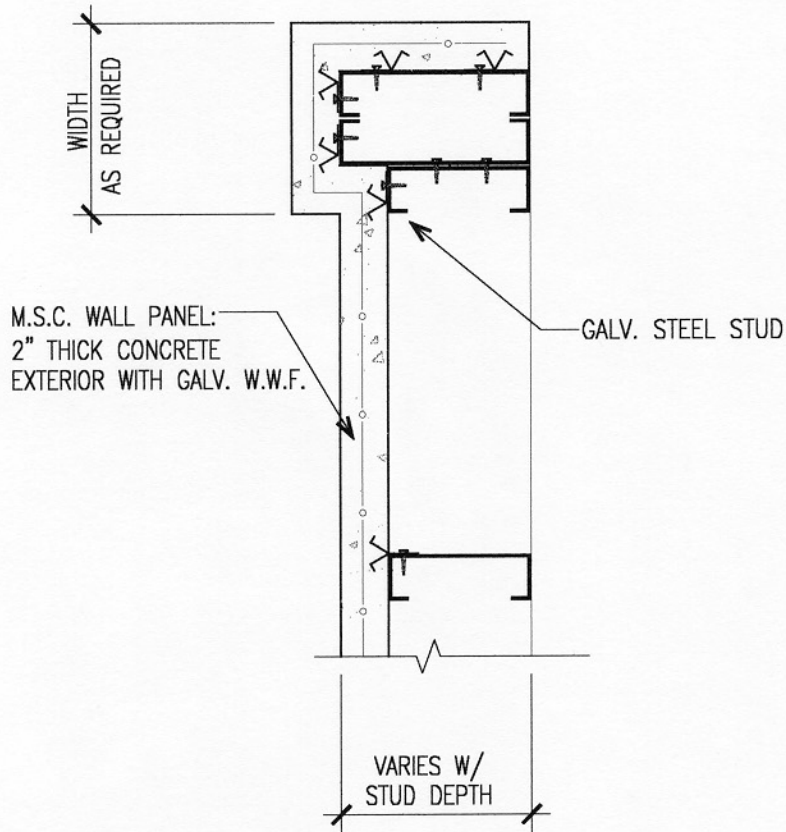 WIDTH
AS REQUIRED
M.S.C. WALL PANEL:
2" THICK CONCRETE
EXTERIOR WITH GALV. W.W.F.
GALV. STEEL STUD
VARIES W/
STUD DEPTH